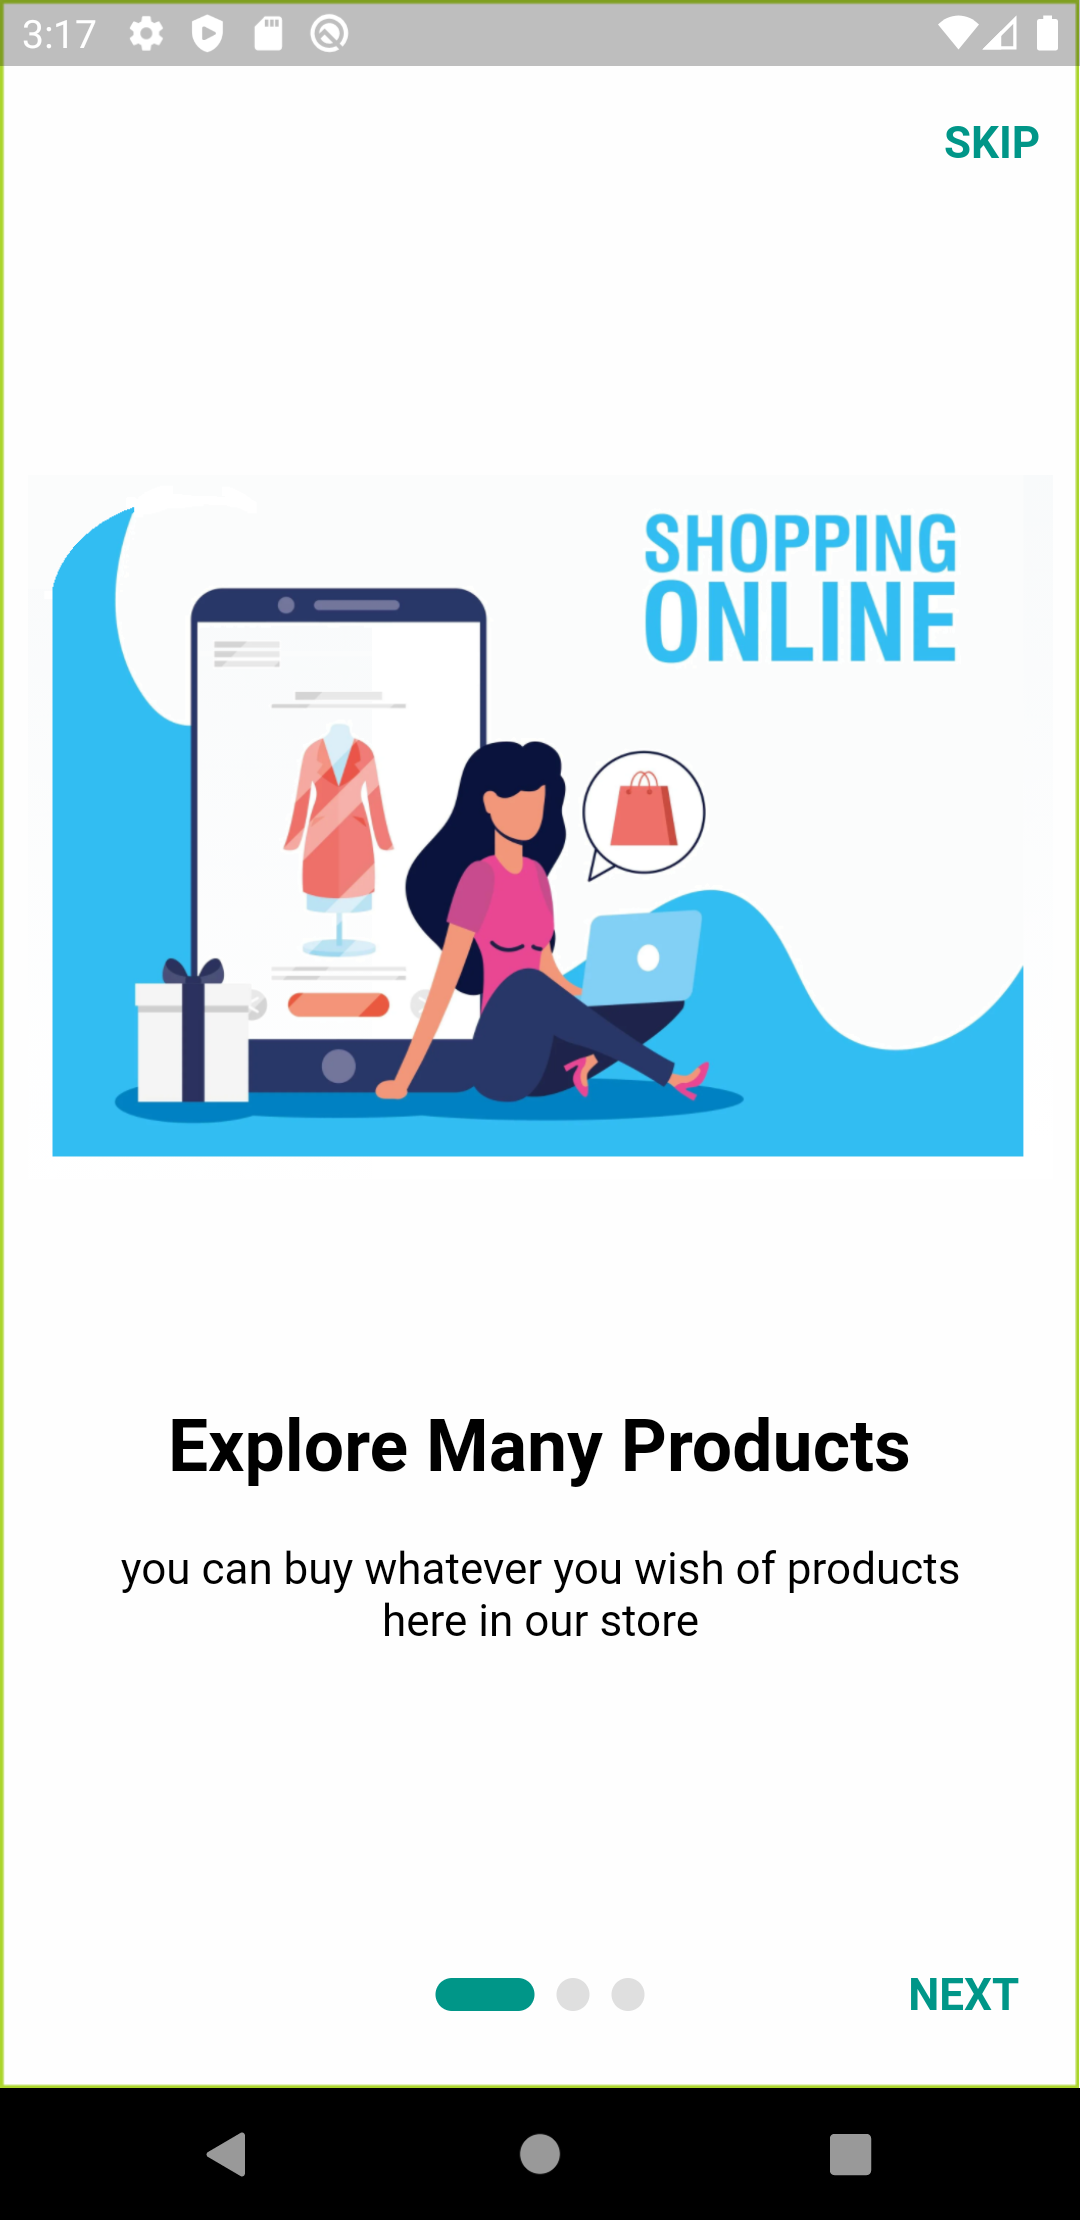 3:17
SKIP
SHOPPING
ONLINE
Explore Many Products
you can buy whatever you wish of products
here in our store
NEXT